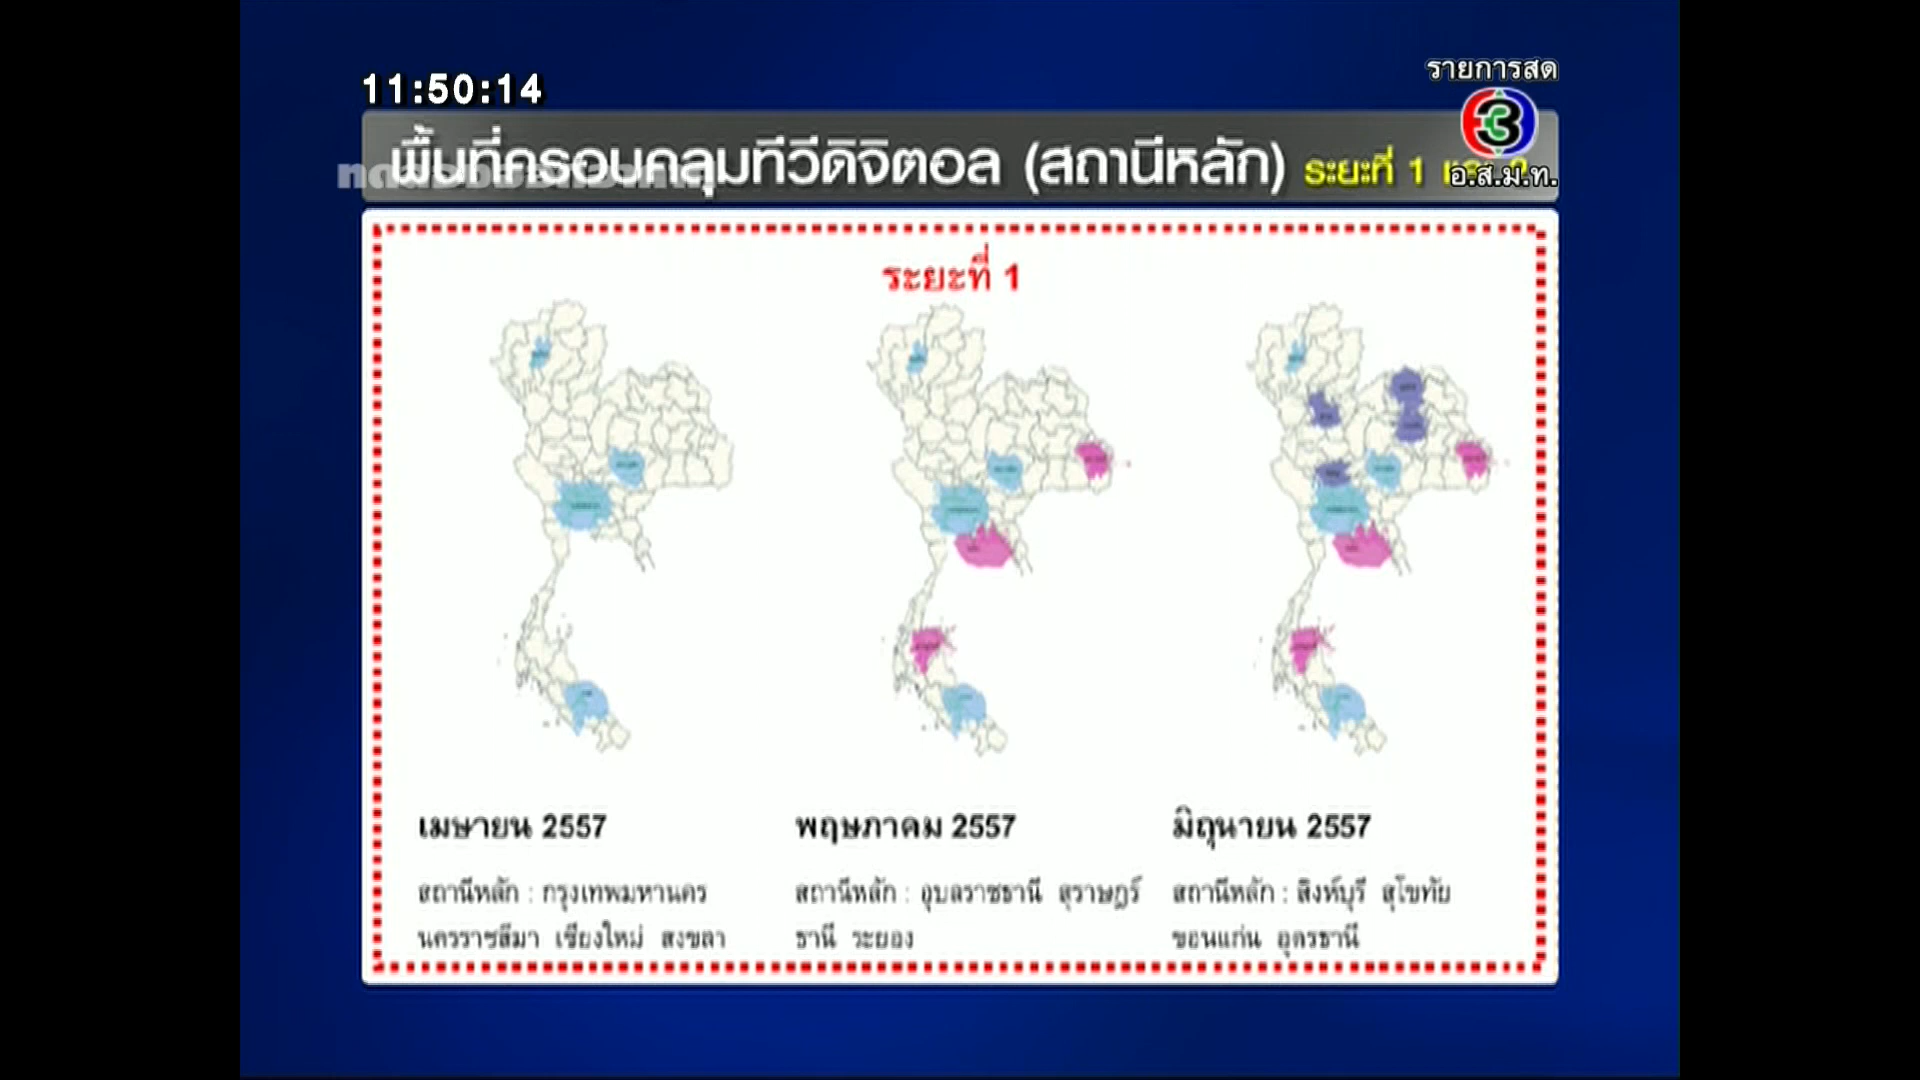 รายการสด
11:50:14
3
พื้นที่ครอบคลุมทีวีดิจิตอล (สถานีหลัก) ระยะที่ 1
อ.ส.ม.ท.
ระยะที่ 1
เมษายน 2557
สถานีหลัก : กรุงเทพมหานคร
นครราชสีมา เชียงใหม่ สงขลา
พฤษภาคม 2557
สถานีหลัก : อุบลราชธานี สุราษฎร์
ธานี ระยอง
มิถุนายน 2557
สถานีหลัก : สิงห์บุรี สุโขทัย
ขอนแก่น อุดรธานี